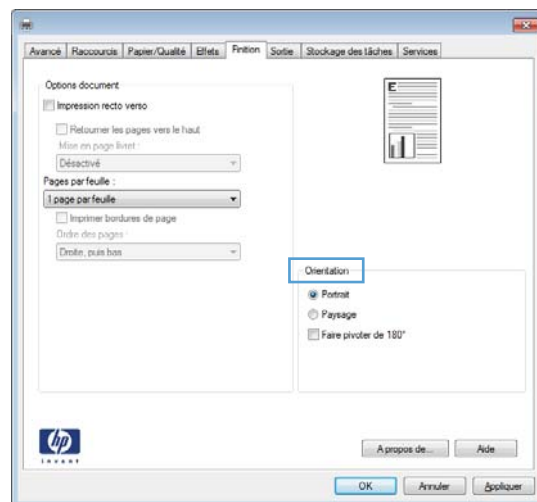 Avancé Raccourcis Papier/Qualité Effets Finition Sortie Stockage des tâches Services
Options document
Impression recto verso
Retourner les pages vers le haut
Mise en page livret :
Désactivé
Pages par feuille :
1 page par feuille
Imprimer bordures de page
Ordre des pages :
Droite, puis bas
E
Orientation
Portrait
Paysage
Faire pivoter de 180°
hp
invent
A propos de...
Aide
OK
Annuler
Appliquer